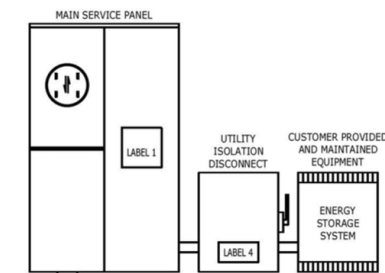 MAIN SERVICE PANEL
LABEL 1
UTILITY
ISOLATION
DISCONNECT
LABEL 4
CUSTOMER PROVIDED
AND MAINTAINED
EQUIPMENT
ENERGY
STORAGE
SYSTEM